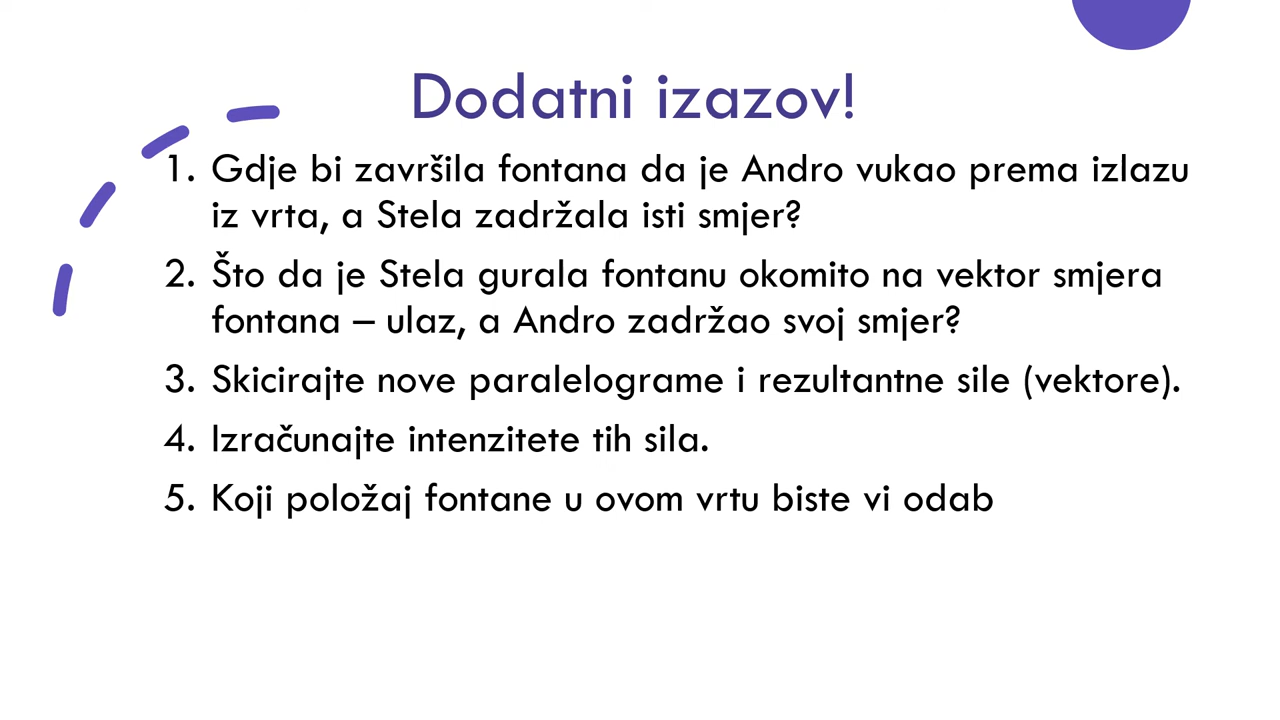 Dodatni izazov!
1. Gdje bi završila fontana da je Andro vukao prema izlazu
iz vrta, a Stela zadržala isti smjer?
2. Što da je Stela gurala fontanu okomito na vektor smjera
fontana – ulaz, a Andro zadržao svoj smjer?
3. Skicirajte nove paralelograme i rezultantne sile (vektore).
4. Izračunajte intenzitete tih sila.
5. Koji položaj fontane u ovom vrtu biste vi odab